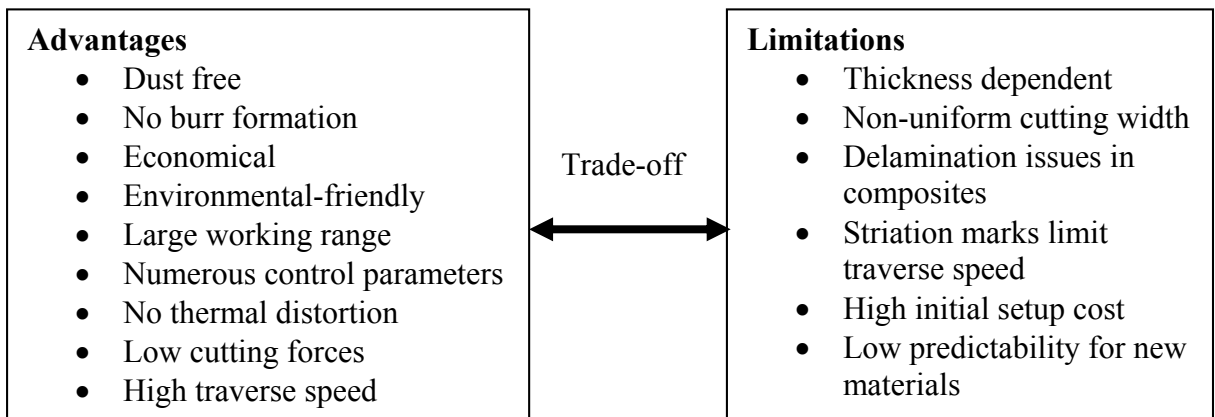 Advantages
• Dust free
• No burr formation
• Economical
• Environmental-friendly
• Large working range
• Numerous control parameters
• No thermal distortion
• Low cutting forces
• High traverse speed
Trade-off
Limitations
• Thickness dependent
• Non-uniform cutting width
• Delamination issues in
composites
• Striation marks limit
traverse speed
• High initial setup cost
• Low predictability for new
materials